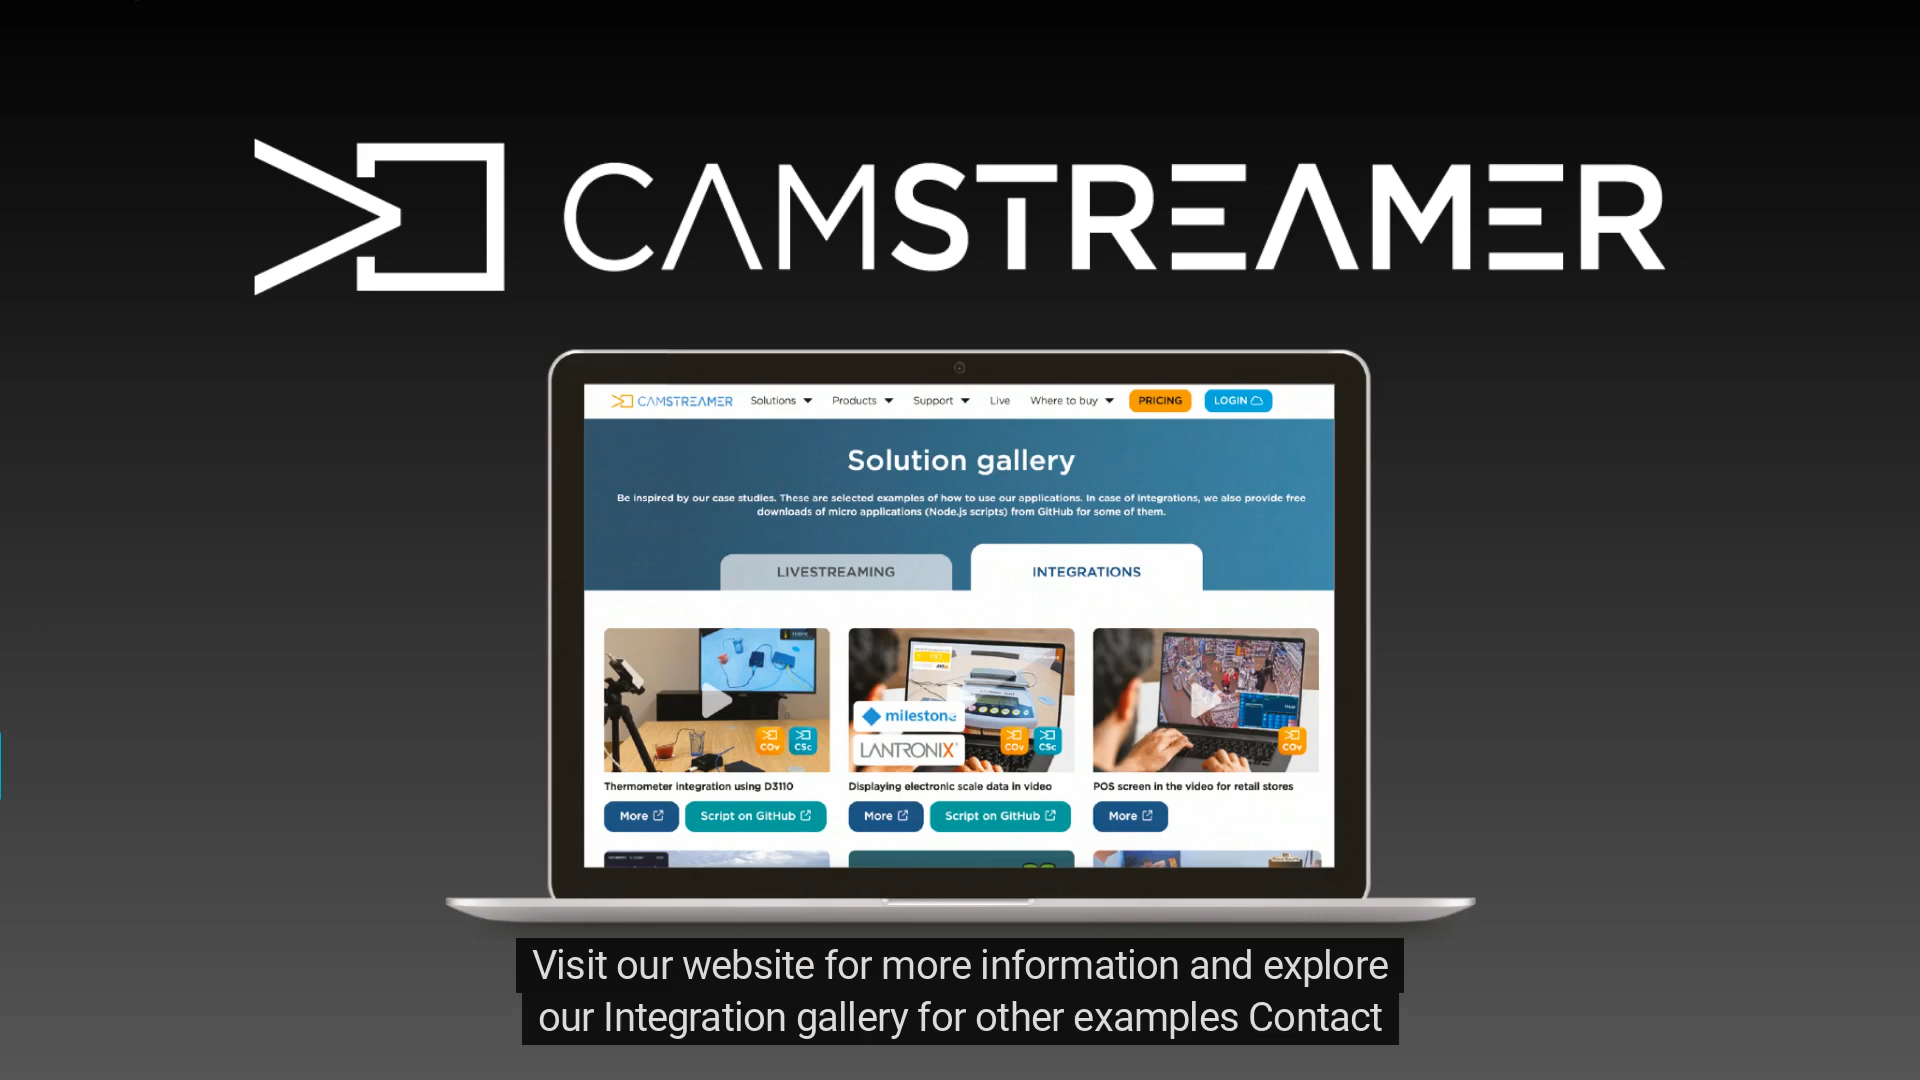 CAMSTREAMER
CAMSTREAMER Solutions Products Support Live Where to buy PRICING LOGIN
Solution gallery
Be inspired by our case studies. These are selected examples of how to use our applications. In case of integrations, we also provide free
downloads of micro applications (Node.js scripts) from GitHub for some of them.
LIVESTREAMING INTEGRATIONS
milestone
LANTRONIX
COv CSc COv CSc COv
Thermometer integration using D3110 Displaying electronic scale data in video POS screen in the video for retail stores
More Script on GitHub More Script on GitHub More
Visit our website for more information and explore
our Integration gallery for other examples Contact